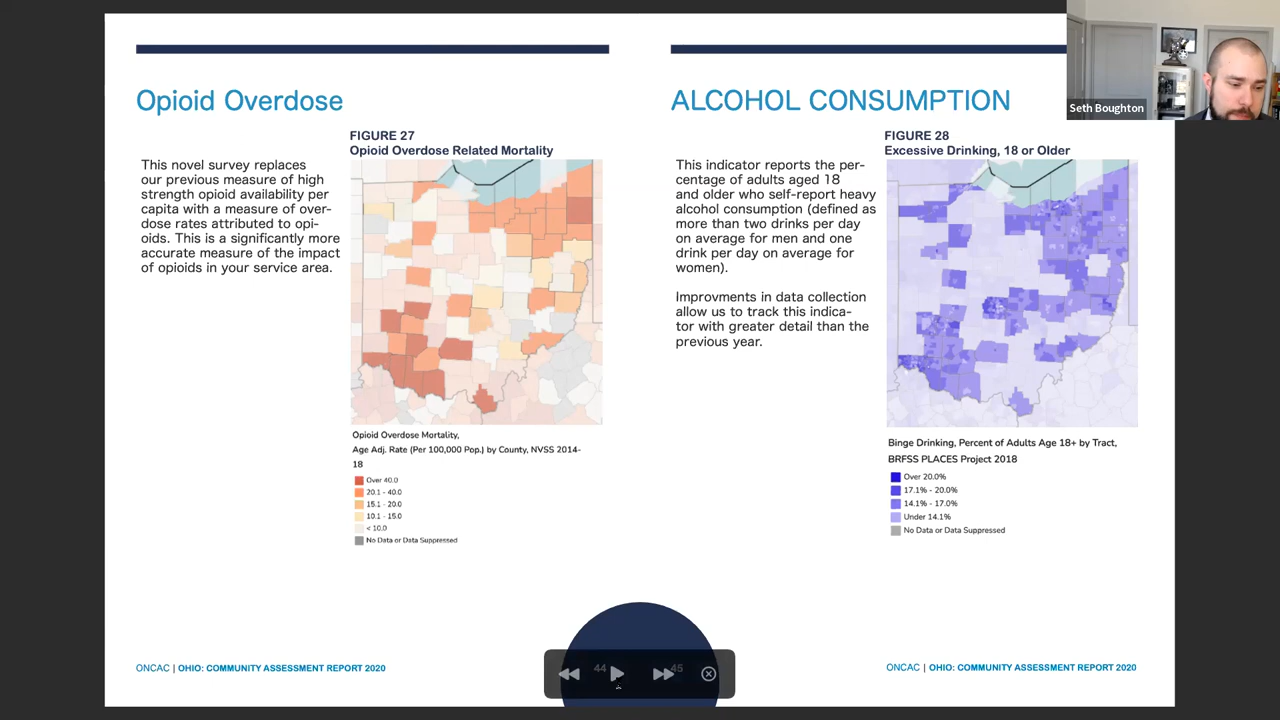 Opioid Overdose
FIGURE 27
Opioid Overdose Related Mortality
This novel survey replaces
our previous measure of high
strength opioid availability per
capita with a measure of over-
dose rates attributed to opi-
oids. This is a significantly more
accurate measure of the impact
of opioids in your service area.
Opioid Overdose Mortality,
Age Adj. Rate (Per 100,000 Pop.) by County, NVSS 2014-
18
Over 40.0
20.1 - 40.0
15.1 - 20.0
10.1 - 15.0
< 10.0
No Data or Data Suppressed
ONCAC | OHIO: COMMUNITY ASSESSMENT REPORT 2020
44
ALCOHOL CONSUMPTION
FIGURE 28
Excessive Drinking, 18 or Older
This indicator reports the per-
centage of adults aged 18
and older who self-report heavy
alcohol consumption (defined as
more than two drinks per day
on average for men and one
drink per day on average for
women).
Improvments in data collection
allow us to track this indica-
tor with greater detail than the
previous year.
Binge Drinking, Percent of Adults Age 18+ by Tract,
BRFSS PLACES Project 2018
Over 20.0%
17.1% - 20.0%
14.1% - 17.0%
Under 14.1%
No Data or Data Suppressed
45
ONCAC | OHIO: COMMUNITY ASSESSMENT REPORT 2020
Seth Boughton